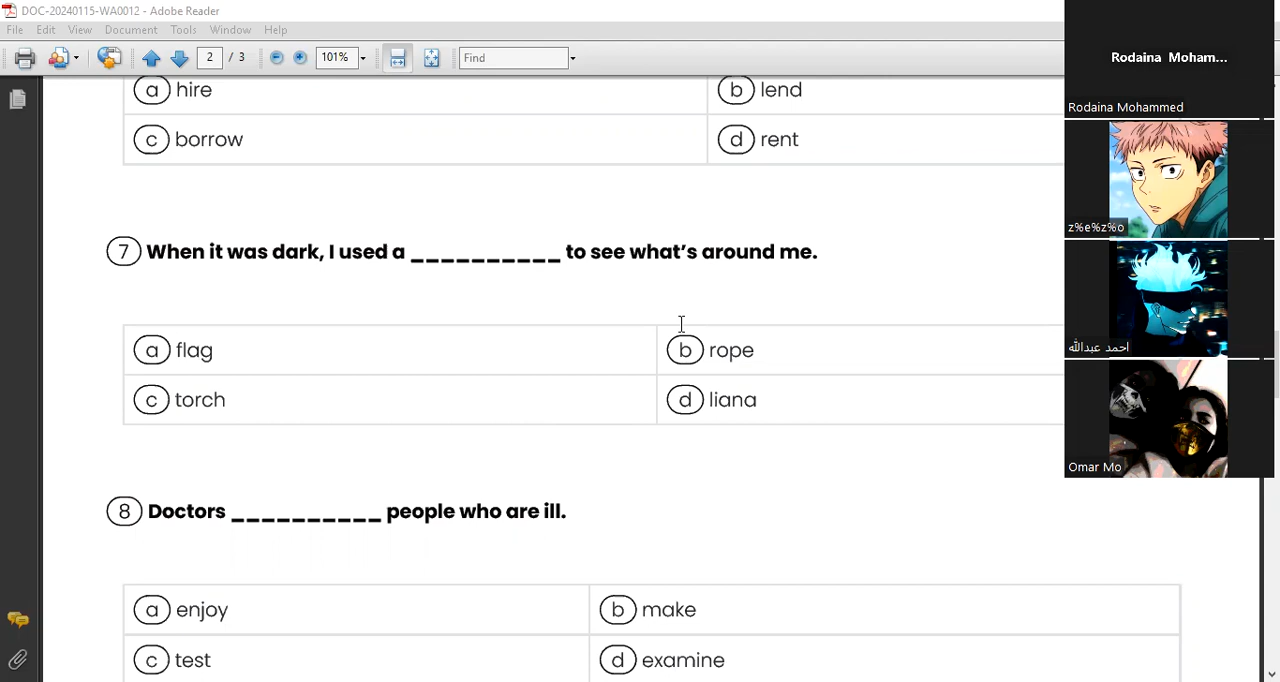 DOC-20240115-WA0012 - Adobe Reader
File Edit View Document Tools Window Help
2 / 3 101% Find
a hire b lend
c borrow d rent
7 When it was dark, I used a __________ to see what's around me.
a flag b rope
c torch d liana
8 Doctors __________ people who are ill.
a enjoy b make
c test d examine
Rodaina Moham...
Rodaina Mohammed
z%e%z%o
احمد عبدالله
Omar Mo